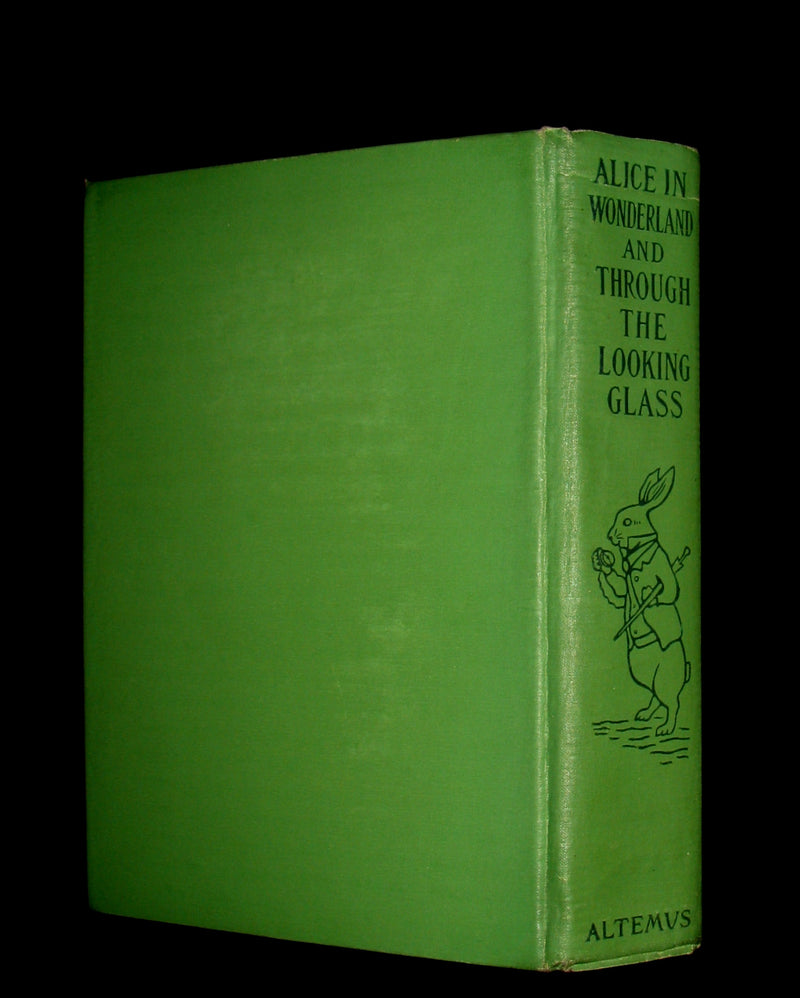 ALICE IN
WONDERLAND
AND
THROUGH
THE
LOOKING
GLASS
ALTEMUS